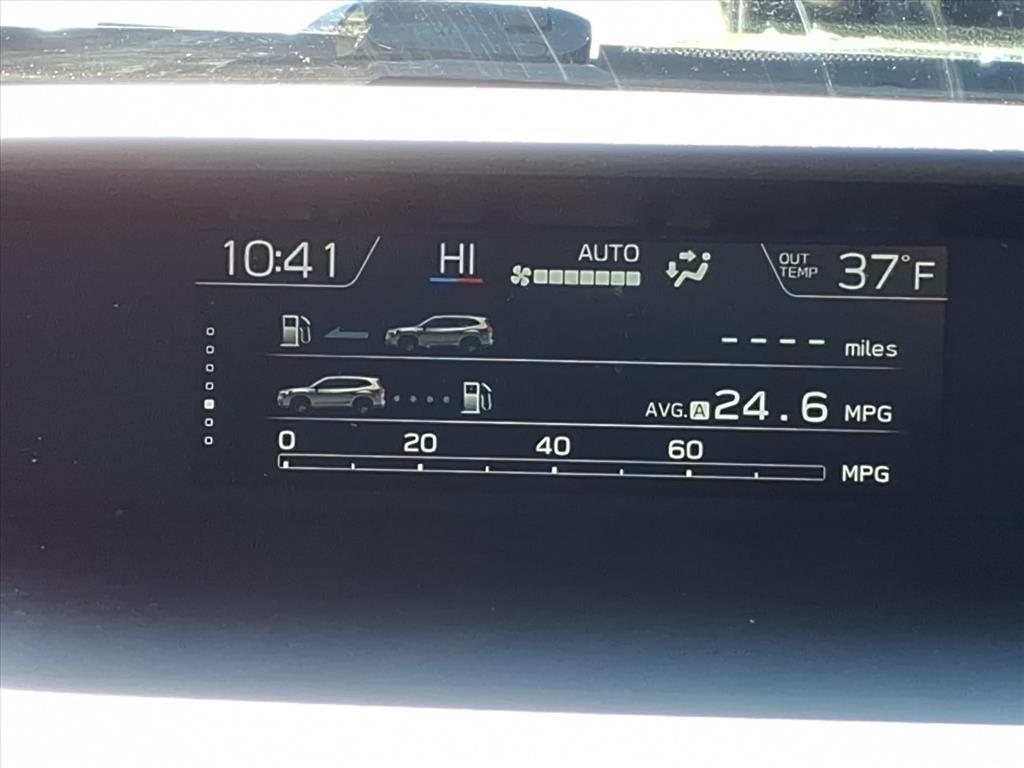 10:41 HI AUTO OUT TEMP 37°F
---- miles
AVG. A 24.6 MPG
0 20 40 60
MPG